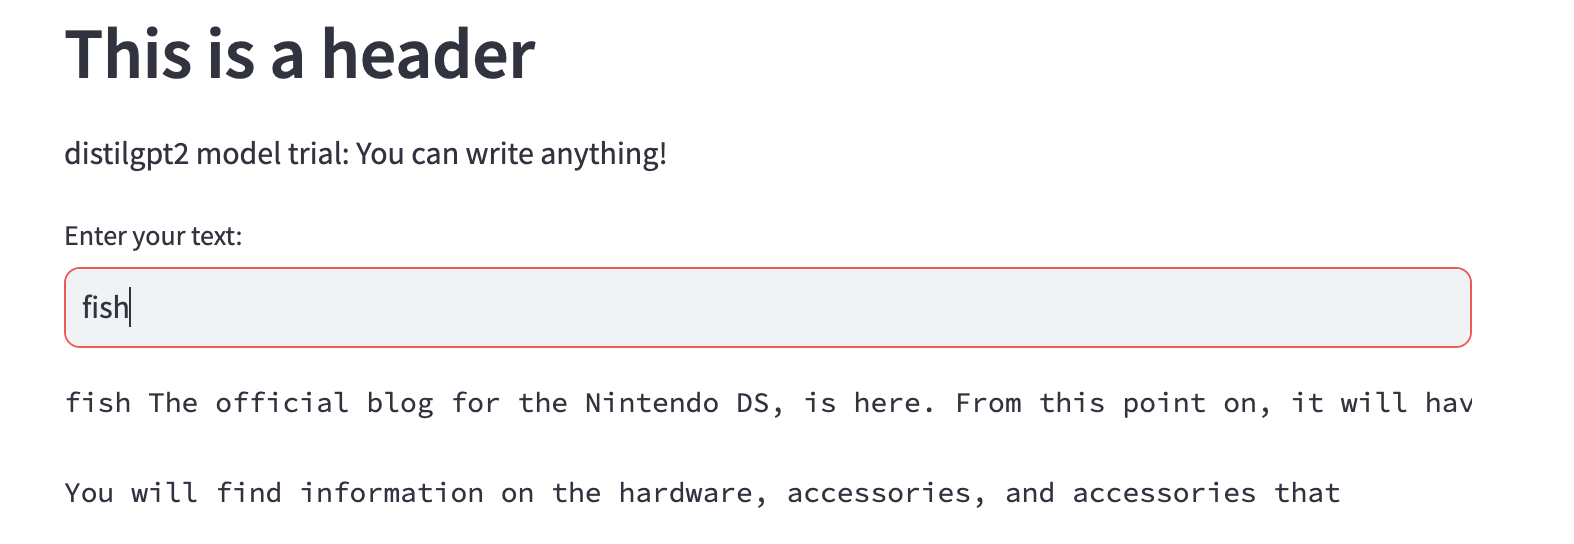 This is a header
distilgpt2 model trial: You can write anything!
Enter your text:
fish
fish The official blog for the Nintendo DS, is here. From this point on, it will hav
You will find information on the hardware, accessories, and accessories that